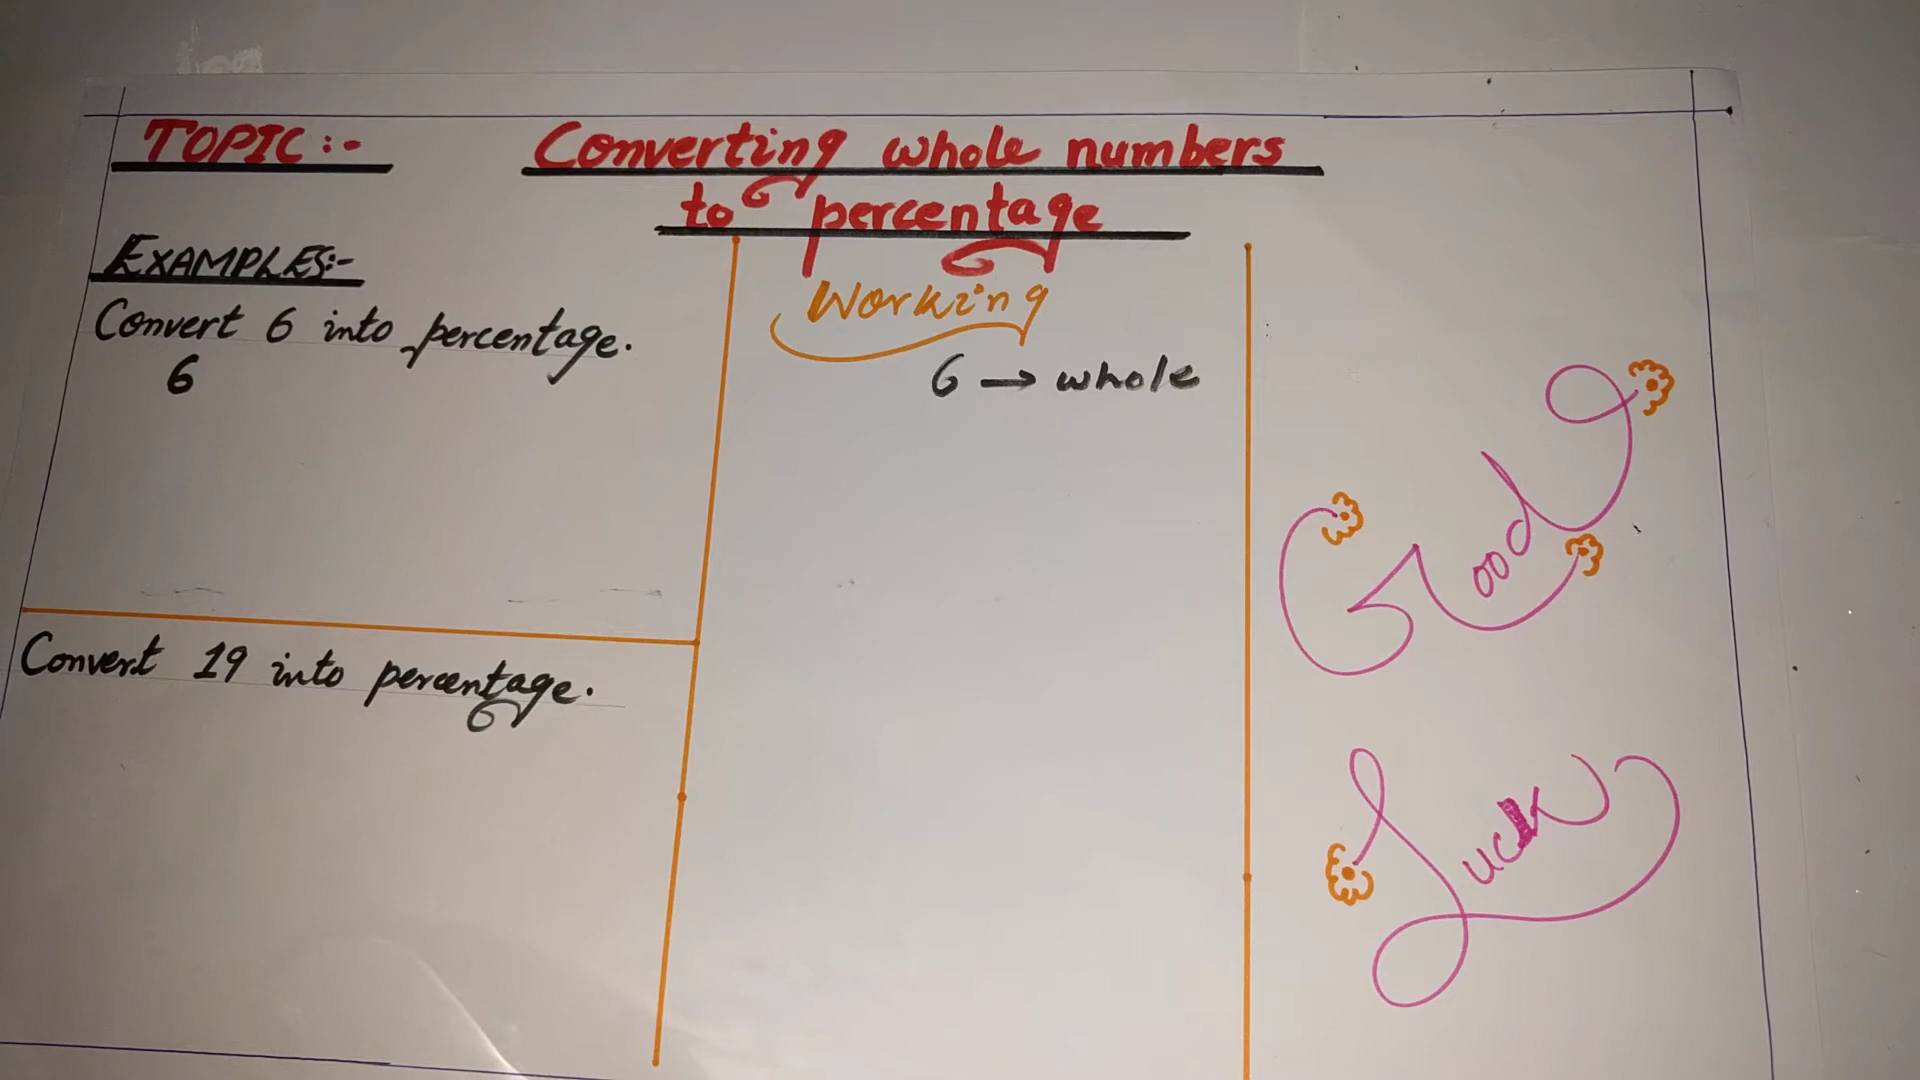 TOPIC:- Converting whole numbers
to percentage
EXAMPLES:-
Convert 6 into percentage.
6
Working
6 → whole
Convert 19 into percentage.
Good
Luck